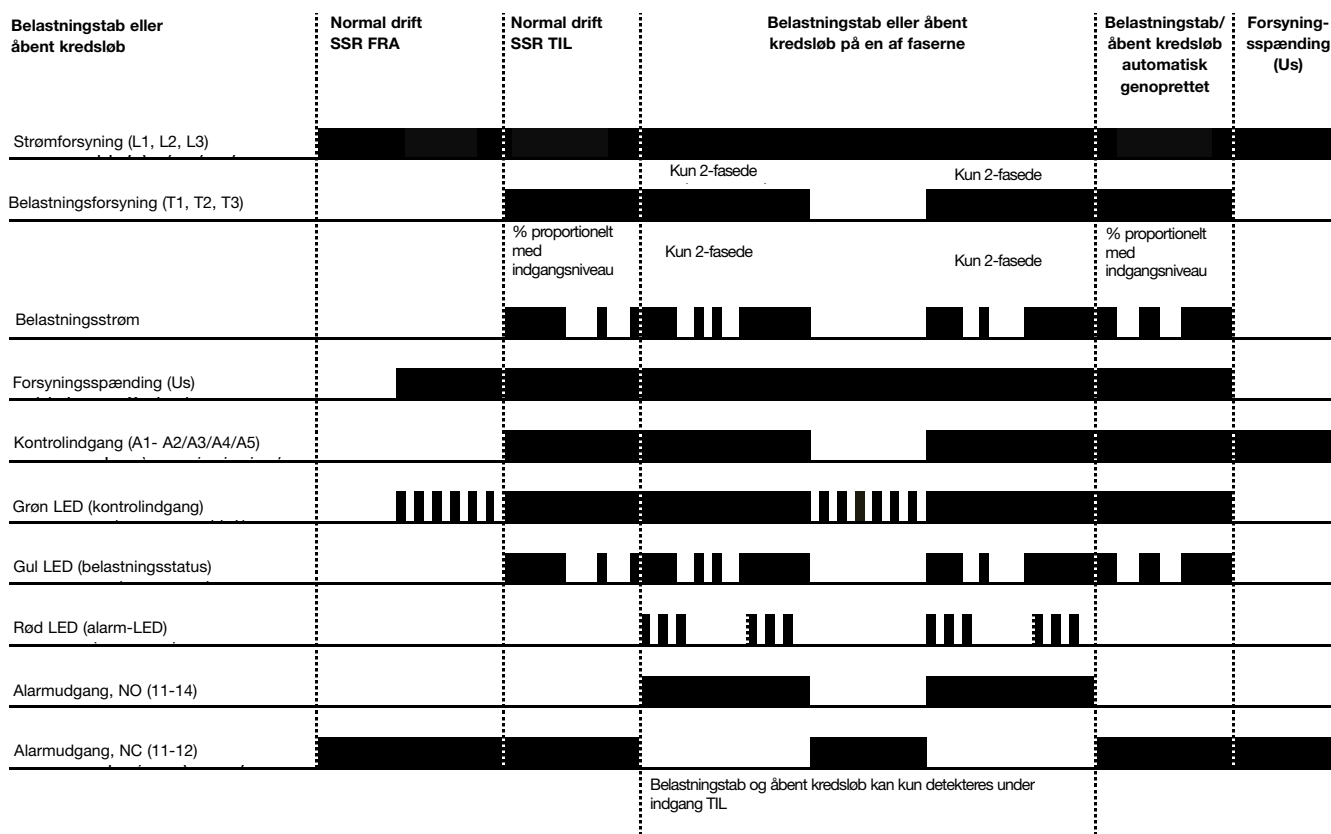 Belastningstab eller
åbent kredsløb
Normal drift
SSR FRA
Normal drift
SSR TIL
Belastningstab eller åbent
kredsløb på en af faserne
Belastningstab/
åbent kredsløb
automatisk
genoprettet
Forsyning-
sspænding
(Us)
Strømforsyning (L1, L2, L3)
Kun 2-fasede
Kun 2-fasede
Belastningsforsyning (T1, T2, T3)
% proportionelt
med
indgangsniveau
Kun 2-fasede
Kun 2-fasede
% proportionelt
med
indgangsniveau
Belastningsstrøm
Forsyningsspænding (Us)
Kontrolindgang (A1- A2/A3/A4/A5)
Grøn LED (kontrolindgang)
Gul LED (belastningsstatus)
Rød LED (alarm-LED)
Alarmudgang, NO (11-14)
Alarmudgang, NC (11-12)
Belastningstab og åbent kredsløb kan kun detekteres under
indgang TIL